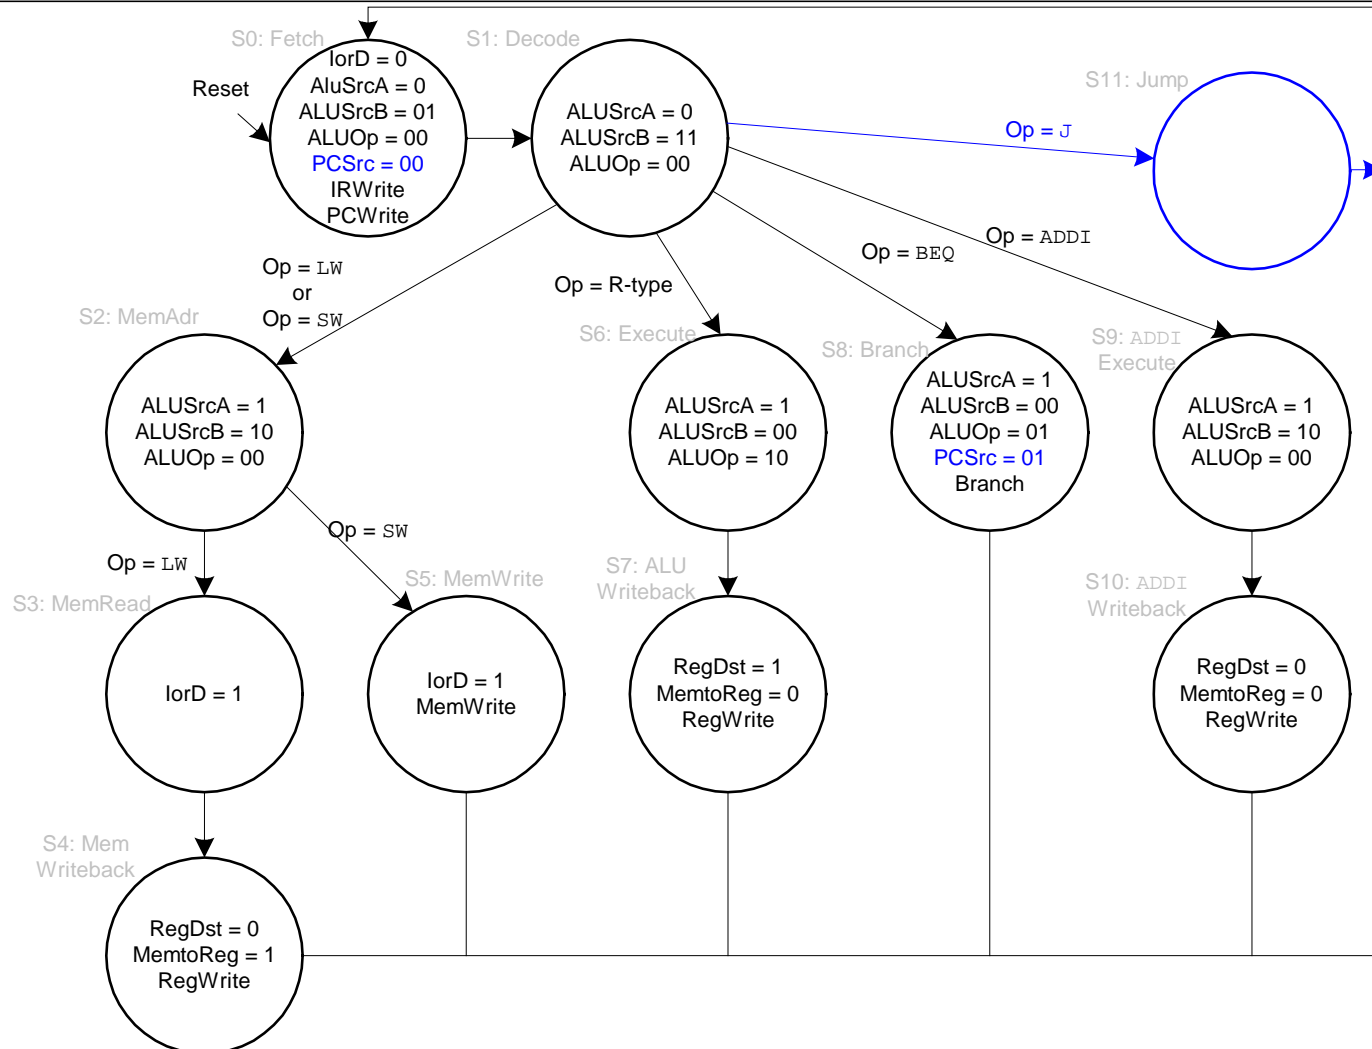 S0: Fetch
S1: Decode
S11: Jump
Reset
IorD = 0
AluSrcA = 0
ALUSrcB = 01
ALUOp = 00
PCSrc = 00
IRWrite
PCWrite
ALUSrcA = 0
ALUSrcB = 11
ALUOp = 00
Op = J
Op = ADDI
Op = BEQ
Op = R-type
Op = LW
or
Op = SW
S2: MemAdr
S6: Execute
S8: Branch
S9: ADDI
Execute
ALUSrcA = 1
ALUSrcB = 10
ALUOp = 00
ALUSrcA = 1
ALUSrcB = 00
ALUOp = 10
ALUSrcA = 1
ALUSrcB = 00
ALUOp = 01
PCSrc = 01
Branch
ALUSrcA = 1
ALUSrcB = 10
ALUOp = 00
Op = SW
Op = LW
S3: MemRead
S5: MemWrite
S7: ALU
Writeback
S10: ADDI
Writeback
IorD = 1
IorD = 1
MemWrite
RegDst = 1
MemtoReg = 0
RegWrite
RegDst = 0
MemtoReg = 0
RegWrite
S4: Mem
Writeback
RegDst = 0
MemtoReg = 1
RegWrite